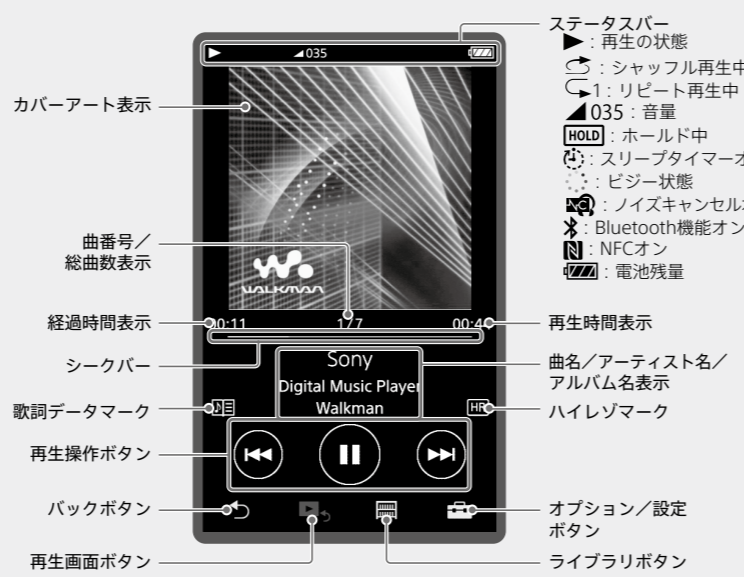 ステータスバー
：再生の状態
：シャッフル再生中
1：リピート再生中
035：音量
HOLD：ホールド中
：スリープタイマーオ
：ビジー状態
NC：ノイズキャンセル
：Bluetooth機能オン
：NFCオン
：電池残量
035
カバーアート表示
WALKMAN
曲番号／
総曲数表示
経過時間表示
00:11
1/7
00:4
再生時間表示
シークバー
Sony
Digital Music Player
Walkman
曲名／アーティスト名／
アルバム名表示
歌詞データマーク
HR
ハイレゾマーク
再生操作ボタン
バックボタン
オプション／設定
ボタン
再生画面ボタン
ライブラリボタン